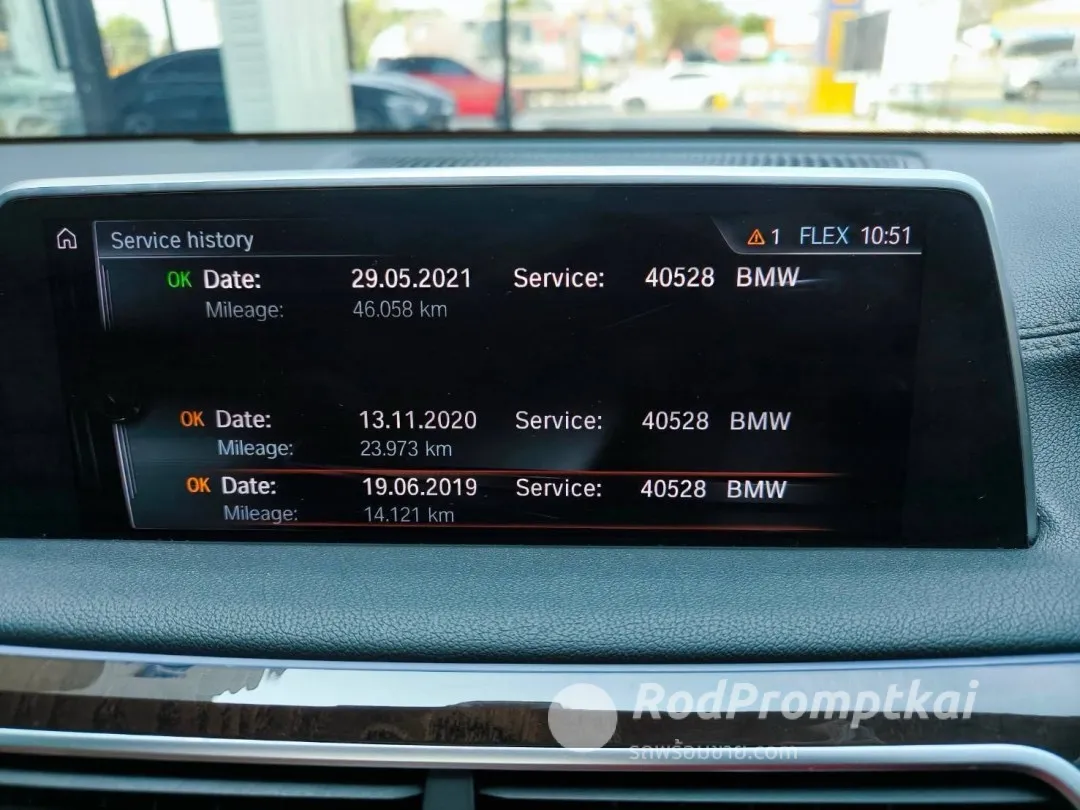 Service history
1 FLEX 10:51
OK Date: 29.05.2021 Service: 40528 BMW
Mileage: 46.058 km
OK Date: 13.11.2020 Service: 40528 BMW
Mileage: 23.973 km
OK Date: 19.06.2019 Service: 40528 BMW
Mileage: 14.121 km
RodPromptkai
รถพร้อมขาย.com